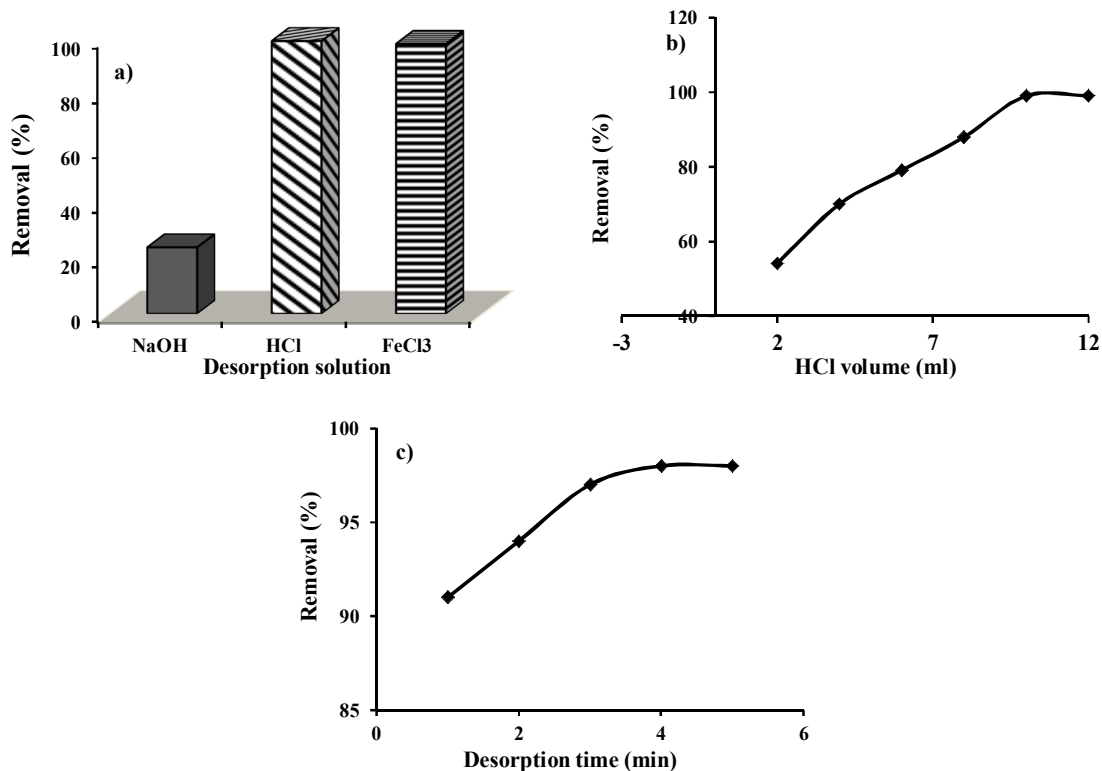 a)
Removal (%)
100
80
60
40
20
0
NaOH
HCl
FeCl3
Desorption solution
b)
Removal (%)
120
100
80
60
40
-3
2
7
12
HCl volume (ml)
c)
Removal (%)
100
95
90
85
0
2
4
6
Desorption time (min)